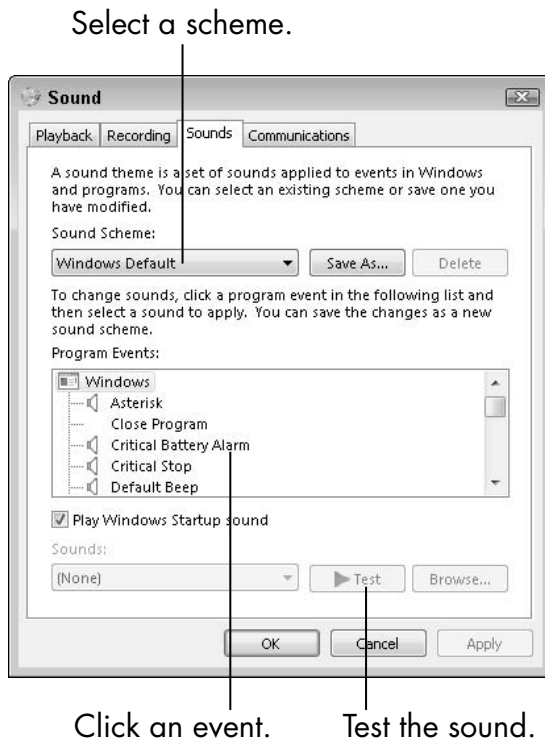 Select a scheme.
Sound
Playback Recording Sounds Communications
A sound theme is a set of sounds applied to events in Windows
and programs. You can select an existing scheme or save one you
have modified.
Sound Scheme:
Windows Default Save As... Delete
To change sounds, click a program event in the following list and
then select a sound to apply. You can save the changes as a new
sound scheme.
Program Events:
Windows
Asterisk
Close Program
Critical Battery Alarm
Critical Stop
Default Beep
Play Windows Startup sound
Sounds:
(None) Test Browse...
OK Cancel Apply
Click an event. Test the sound.